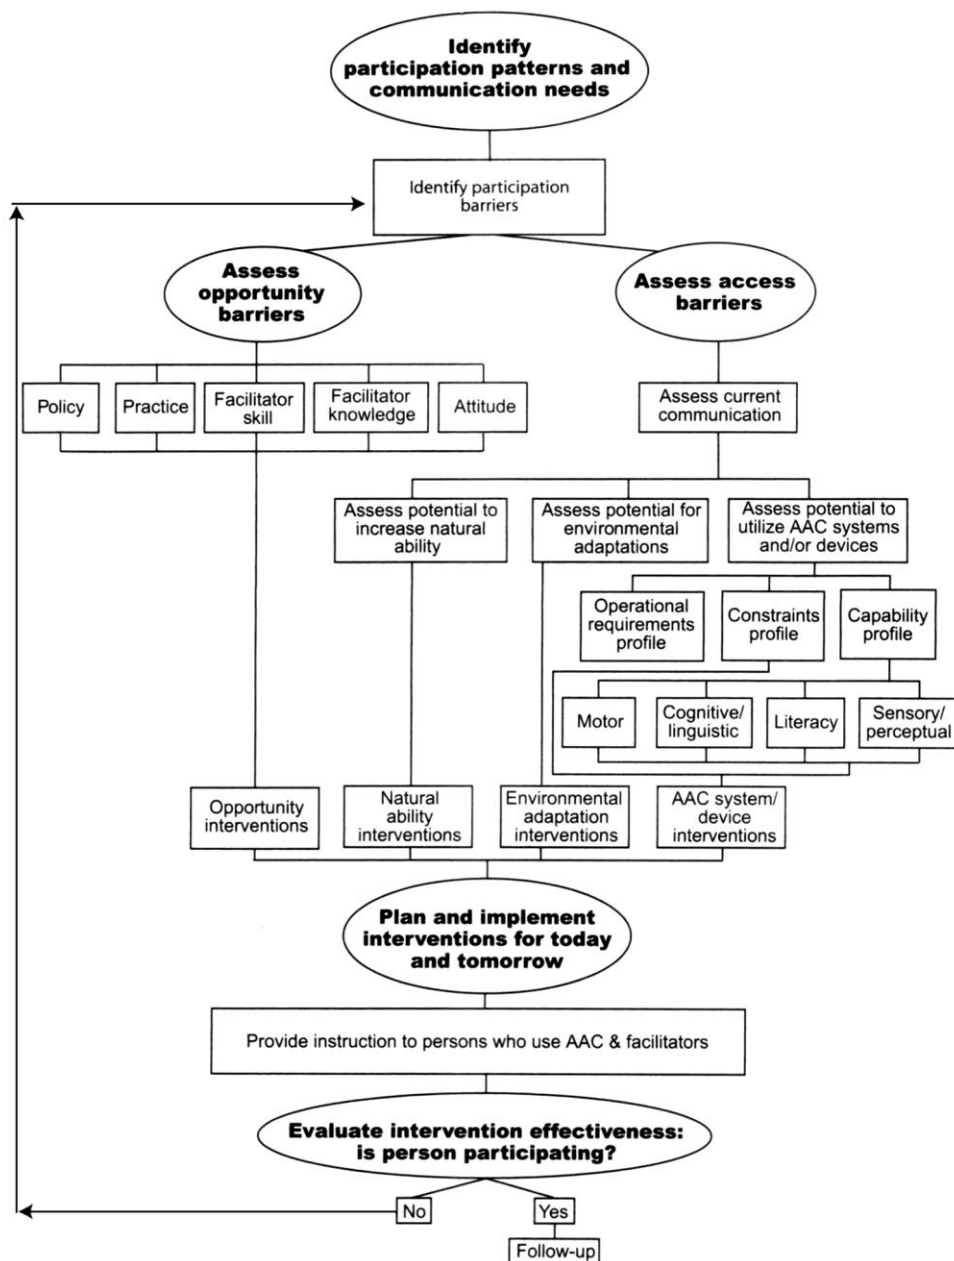 Identify
participation patterns and
communication needs
Identify participation
barriers
Assess
opportunity
barriers
Assess access
barriers
Policy
Practice
Facilitator
skill
Facilitator
knowledge
Attitude
Assess current
communication
Assess potential to
increase natural
ability
Assess potential for
environmental
adaptations
Assess potential to
utilize AAC systems
and/or devices
Operational
requirements
profile
Constraints
profile
Capability
profile
Motor
Cognitive/
linguistic
Literacy
Sensory/
perceptual
Opportunity
interventions
Natural
ability
interventions
Environmental
adaptation
interventions
AAC system/
device
interventions
Plan and implement
interventions for today
and tomorrow
Provide instruction to persons who use AAC & facilitators
Evaluate intervention effectiveness:
is person participating?
No
Yes
Follow-up